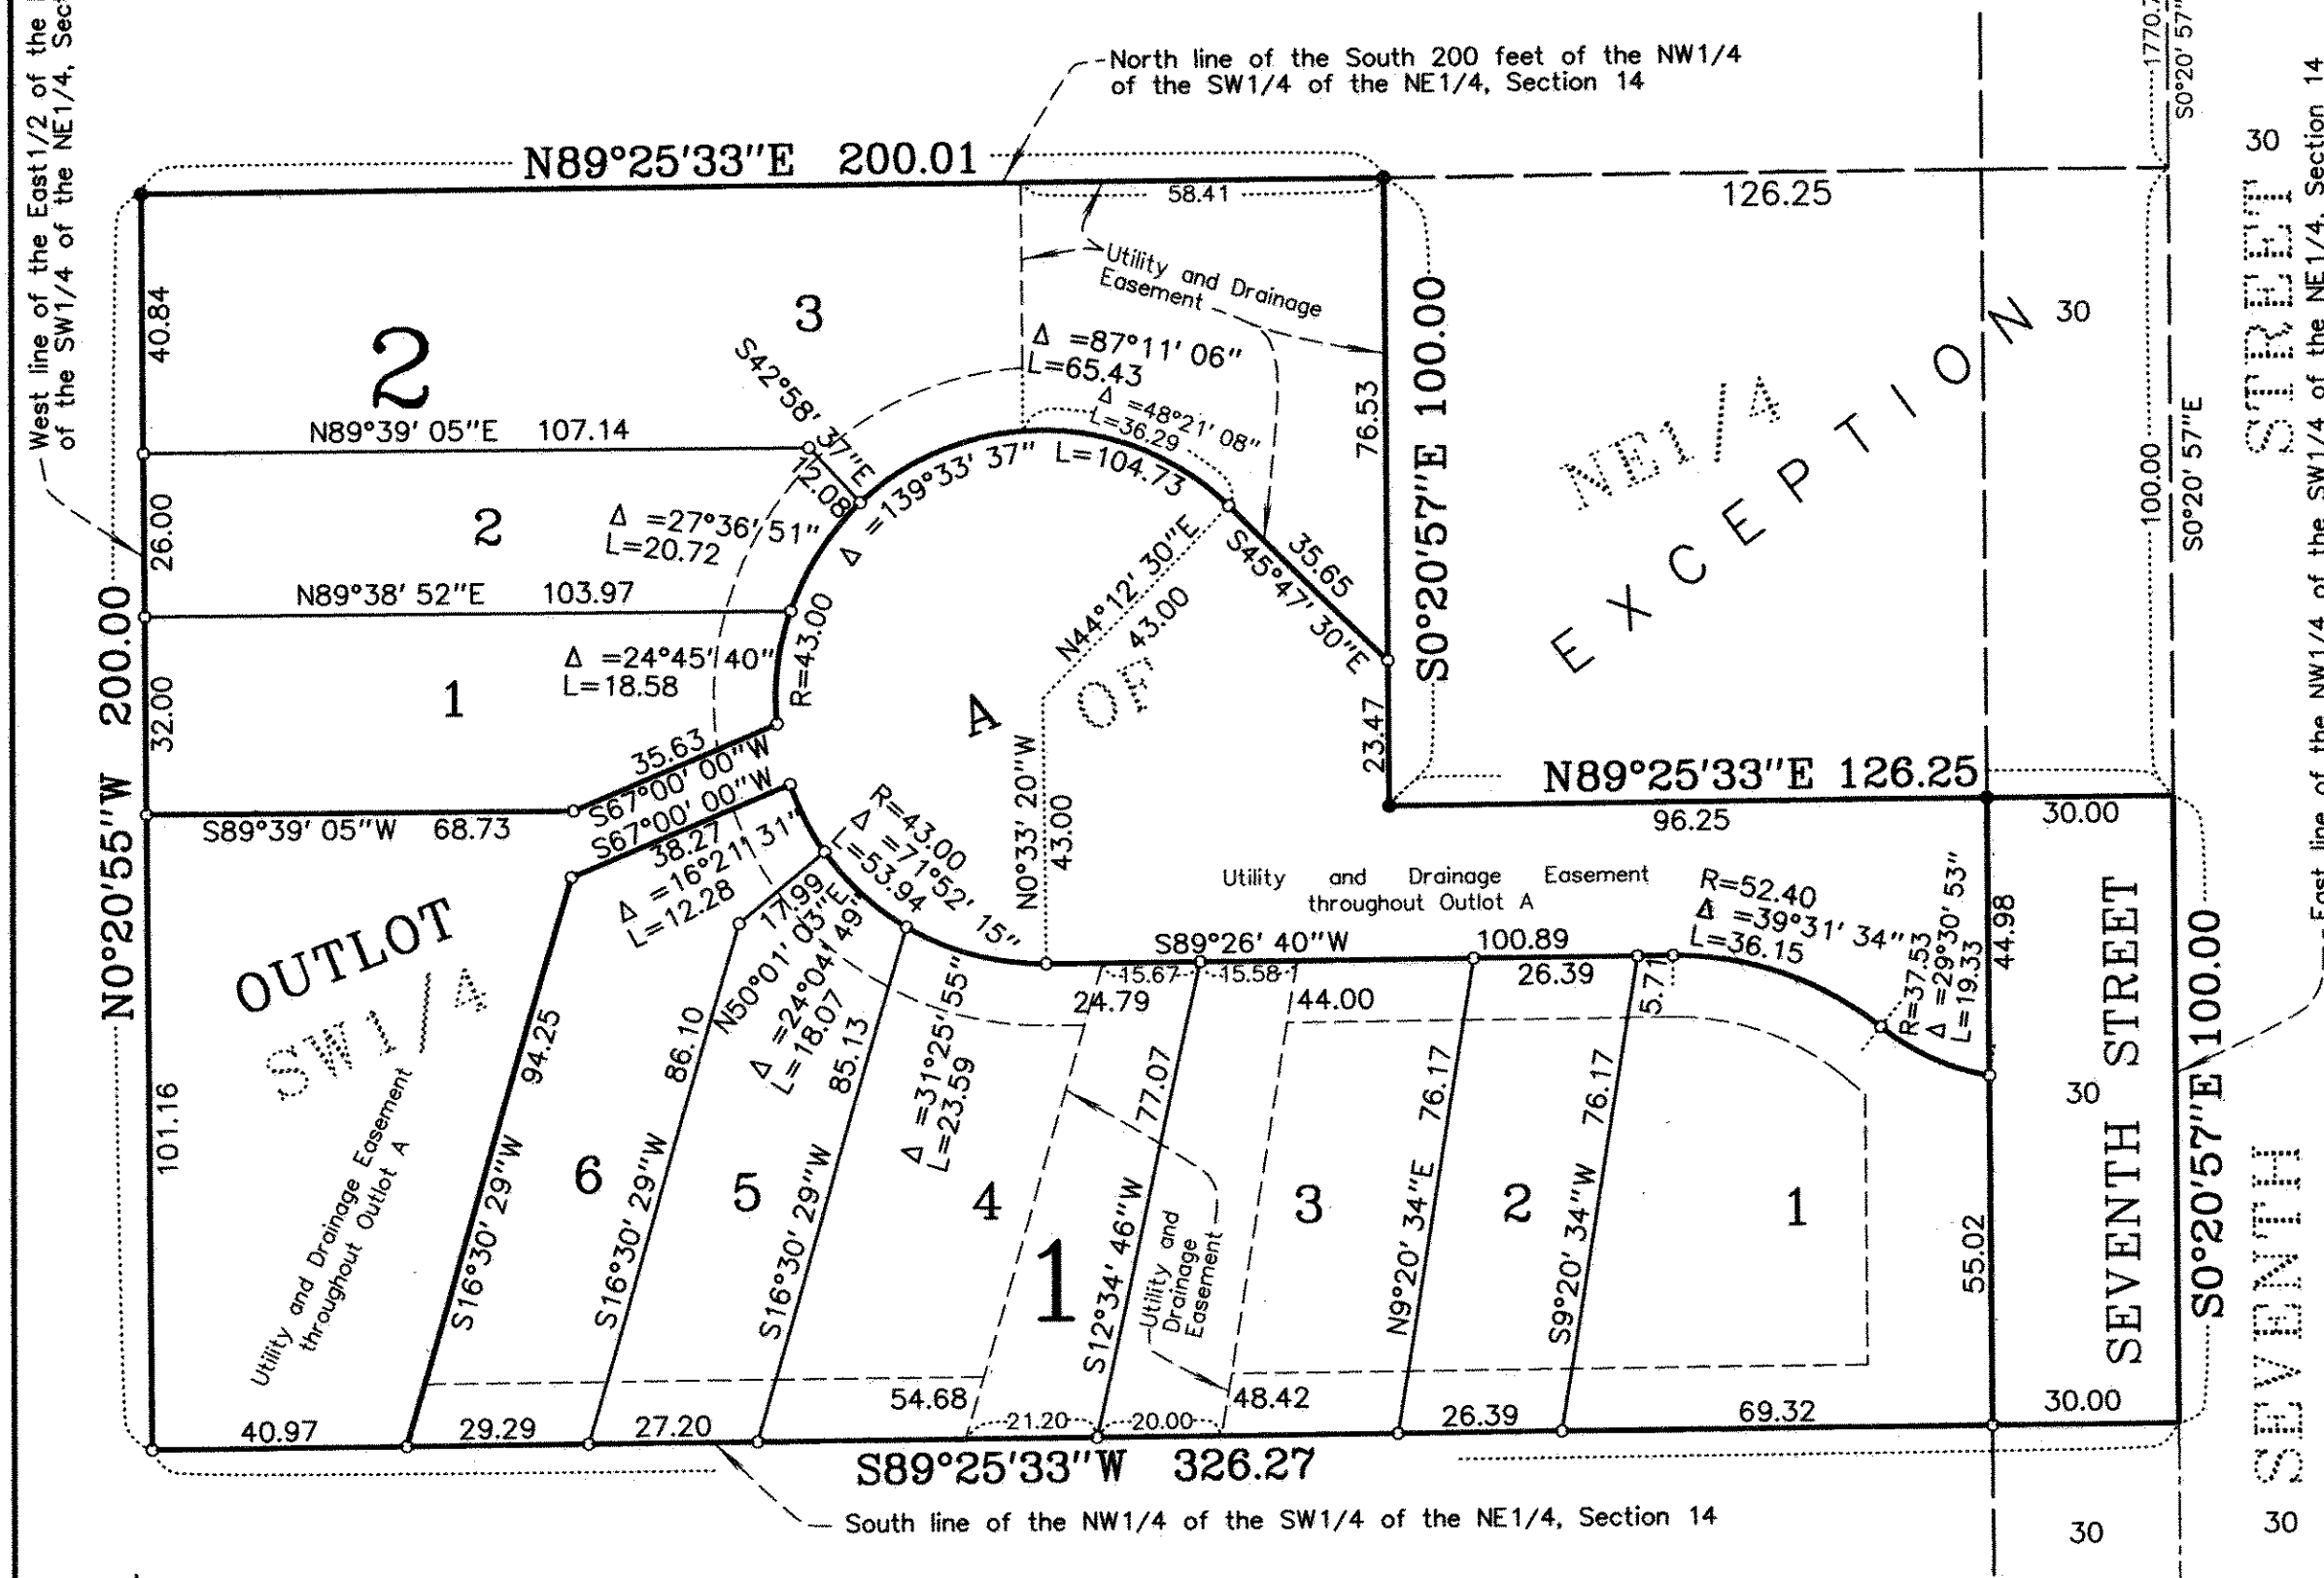 West line of the East1/2 of the
of the SW1/4 of the NE1/4,
North line of the South 200 feet of the NW1/4
of the SW1/4 of the NE1/4, Section 14
N89°25'33"E 200.01
58.41
126.25
S0°20'57"
30
STREET
East line of the NW1/4 of the SW1/4 of the NE1/4, Section 14
Utility and Drainage
Easement
40.84
2
3
S42°58'37"E
12.08
Δ =87°11'06"
L=65.43
Δ =48°21'08"
L=36.29
76.53
S0°20'57"E 100.00
NE1/4
EXCEPTION
30
100.00
S0°20'57"E
N89°39'05"E 107.14
Δ =139°33'37" L=104.73
26.00
2
Δ =27°36'51"
L=20.72
N44°12'30"E
43.00
35.65
S45°47'30"E
N89°38'52"E 103.97
N0°20'55"W 200.00
32.00
1
Δ =24°45'40"
L=18.58
R=43.00
A
OF
35.63
S67°00'00"W
S67°00'00"W
38.27
N0°33'20"W
43.00
23.47
N89°25'33"E 126.25
96.25
30.00
S89°39'05"W 68.73
Δ =16°21'31"
L=12.28
R=43.00
Δ =71°52'15"
L=53.94
17.99
N50°01'03"E
Δ =24°04'49"
L=18.07
Utility and Drainage Easement
throughout Outlot A
R=52.40
Δ =39°31'34"
L=36.15
R=37.53
Δ =29°30'53"
L=19.33
44.98
OUTLOT
SW1/4
S89°26'40"W 100.89
15.67
15.58
26.39
5.71
24.79
44.00
Utility and Drainage Easement
throughout Outlot A
101.16
94.25
S16°30'29"W
86.10
S16°30'29"W
85.13
S16°30'29"W
Δ =31°25'55"
L=23.59
77.07
S12°34'46"W
76.17
N9°20'34"E
76.17
S9°20'34"W
6
5
4
1
3
2
1
Utility and
Drainage
Easement
55.02
30
SEVENTH STREET
S0°20'57"E 100.00
SEVENTH
40.97
29.29
27.20
54.68
21.20
20.00
48.42
26.39
69.32
30.00
S89°25'33"W 326.27
South line of the NW1/4 of the SW1/4 of the NE1/4, Section 14
30
30